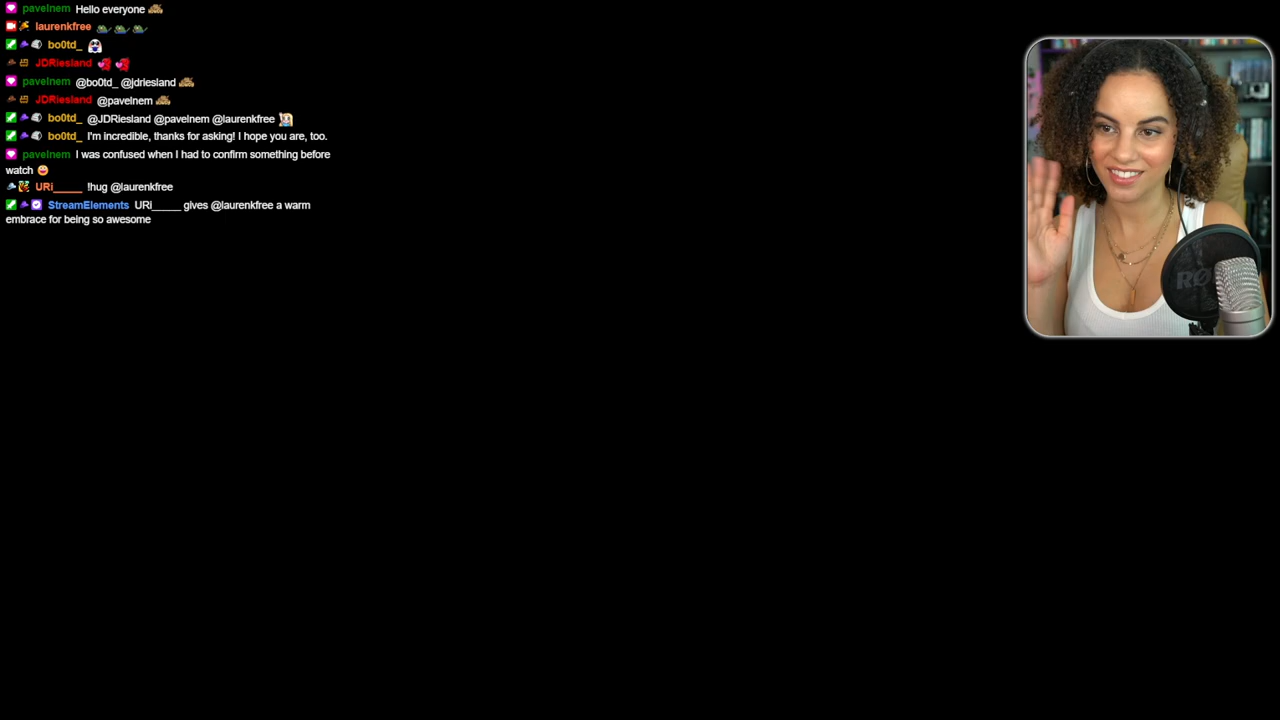 pavelnem Hello everyone
laurenkfree
bo0td_
JDRiesland
pavelnem @bo0td_ @jdriesland
JDRiesland @pavelnem
bo0td_ @JDRiesland @pavelnem @laurenkfree
bo0td_ I'm incredible, thanks for asking! I hope you are, too.
pavelnem I was confused when I had to confirm something before
watch
URi_____ !hug @laurenkfree
StreamElements URi_____ gives @laurenkfree a warm
embrace for being so awesome
RØ